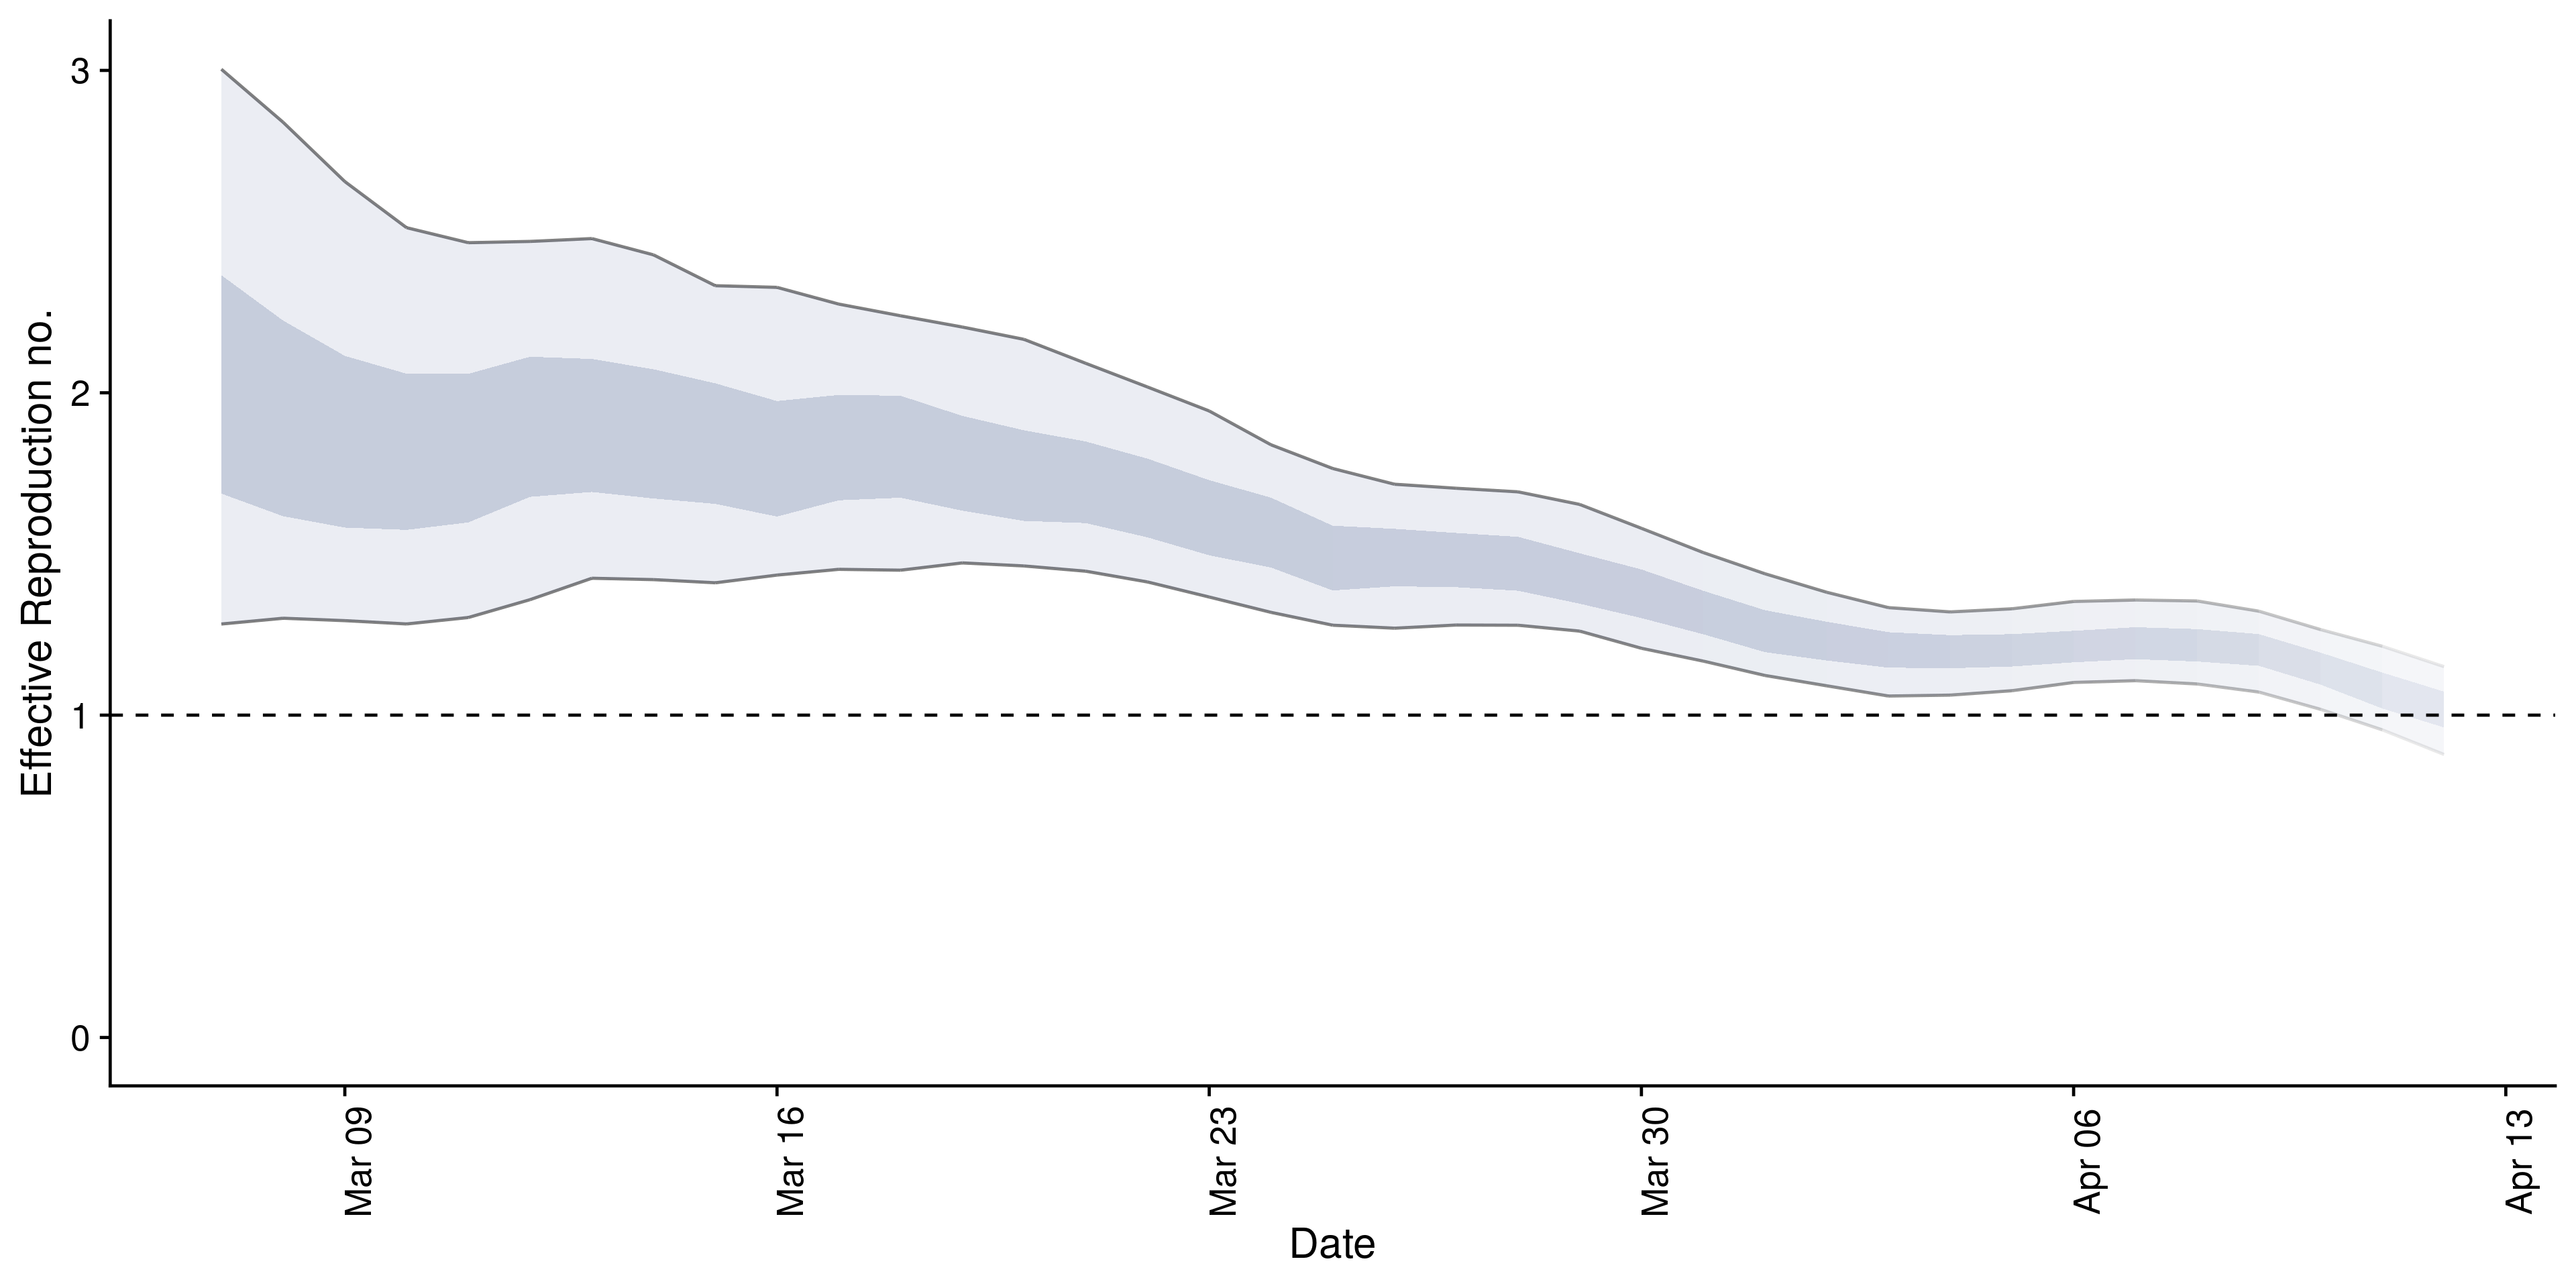 Effective Reproduction no.
3
2
1
0
Mar 09
Mar 16
Mar 23
Mar 30
Apr 06
Apr 13
Date